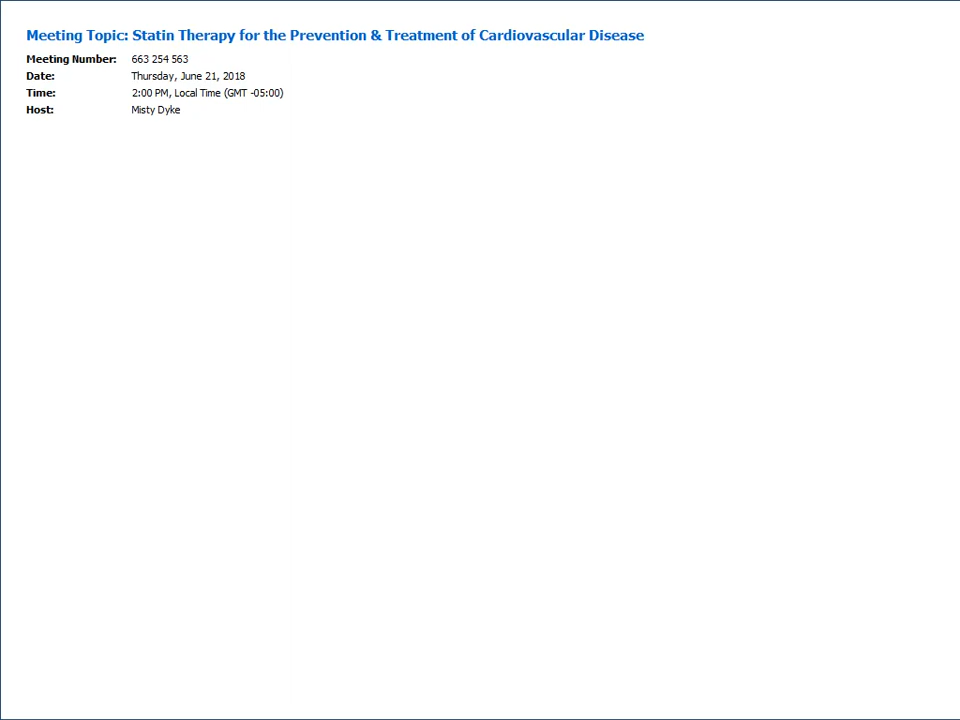 Meeting Topic: Statin Therapy for the Prevention & Treatment of Cardiovascular Disease
Meeting Number: 663 254 563
Date: Thursday, June 21, 2018
Time: 2:00 PM, Local Time (GMT -05:00)
Host: Misty Dyke